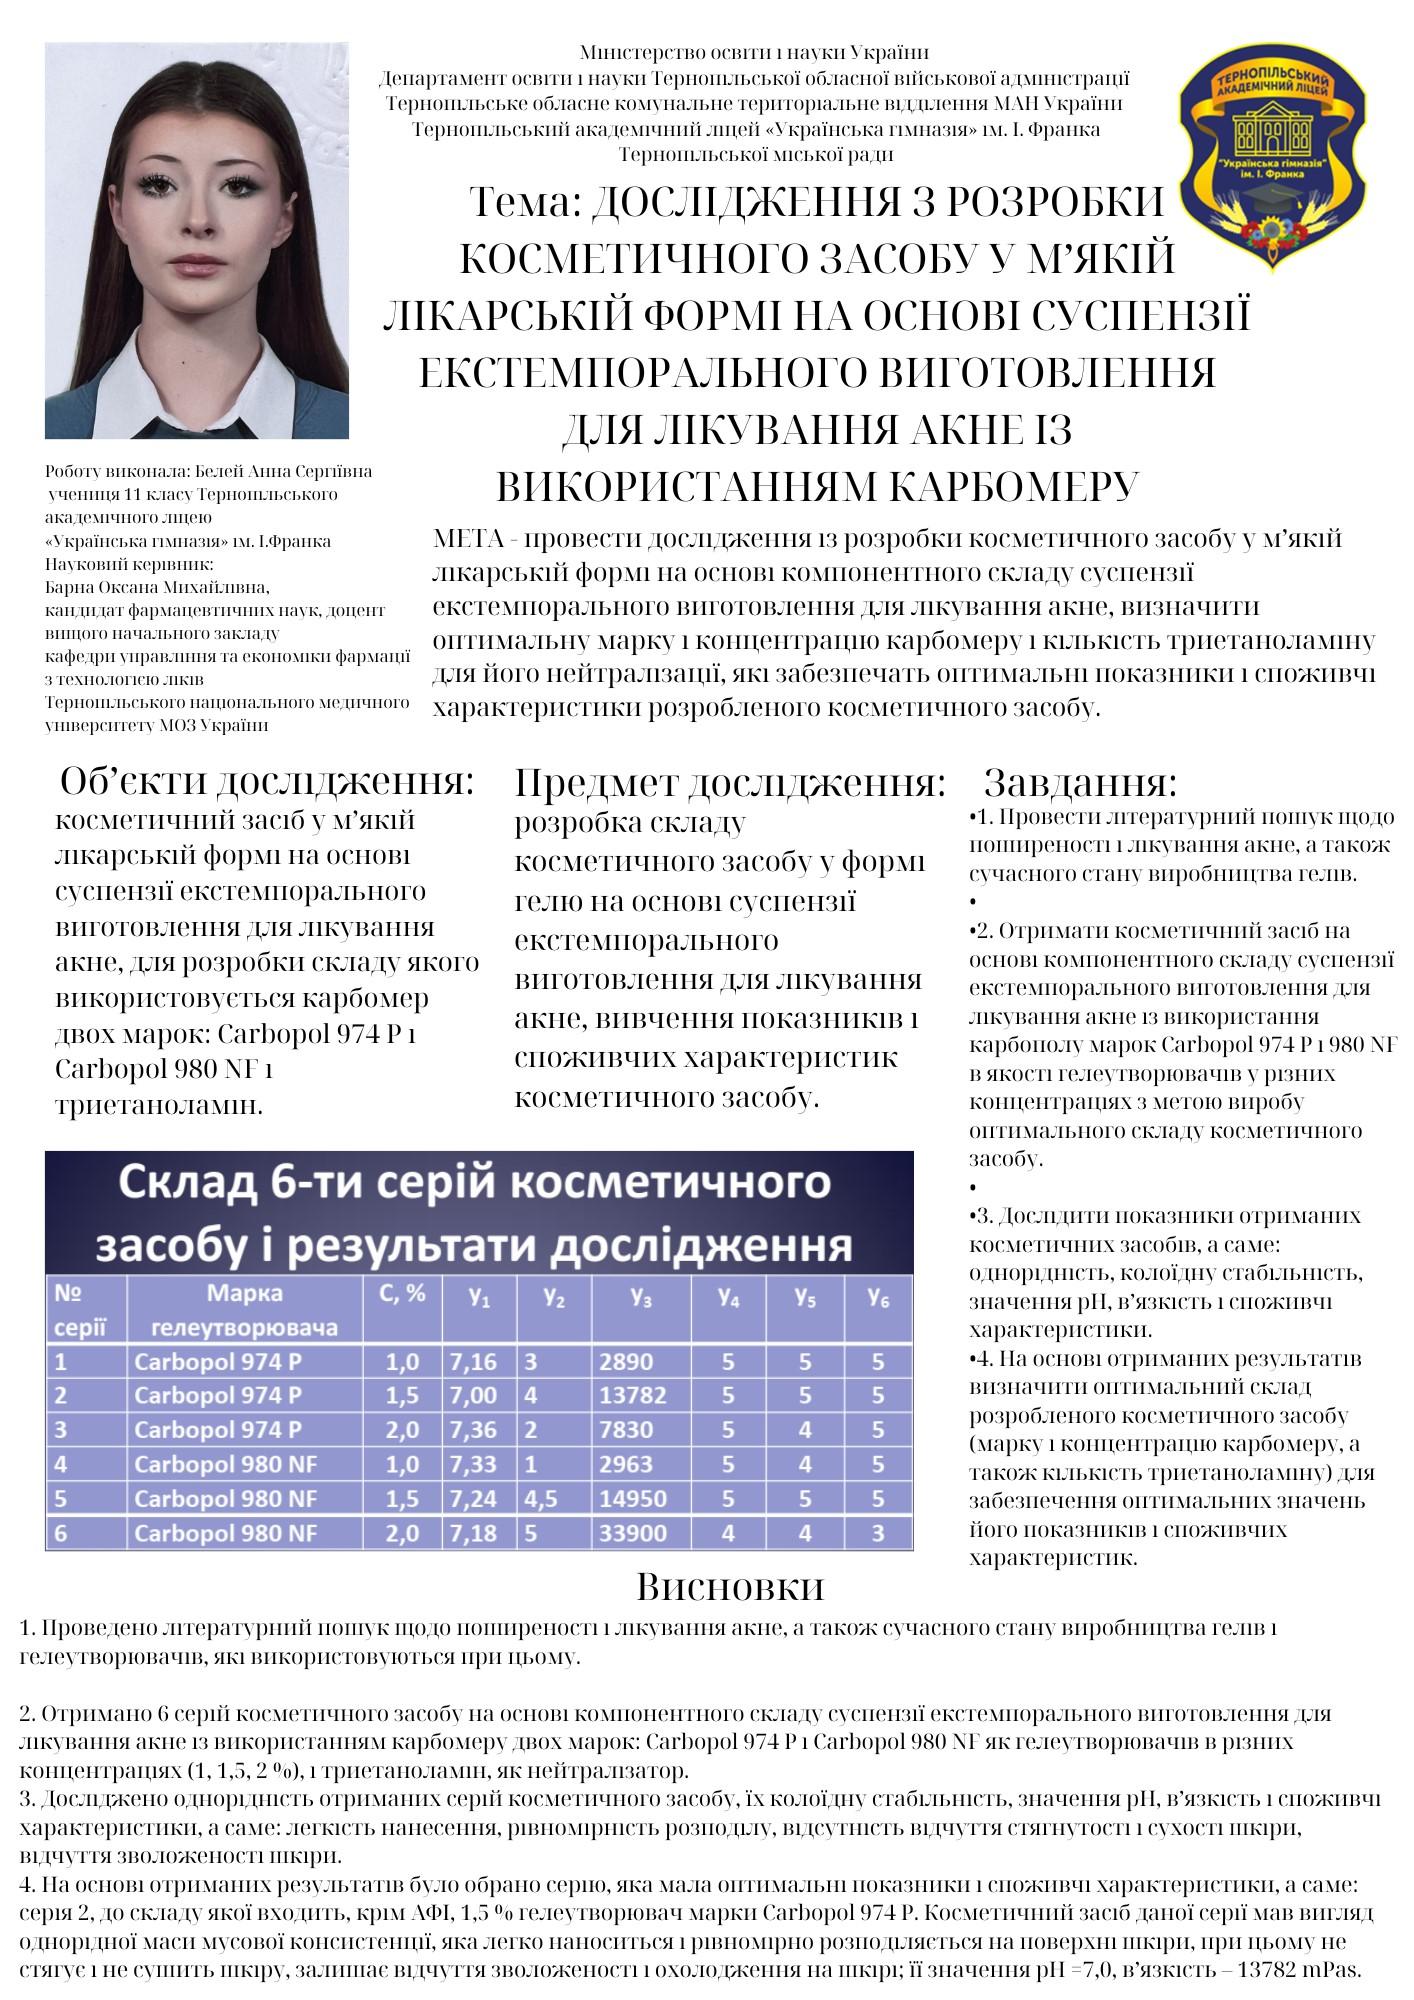 Міністерство освіти і науки України
Департамент освіти і науки Тернопільської обласної військової адміністрації
Тернопільське обласне комунальне територіальне відділення МАН України
Тернопільський академічний ліцей «Українська гімназія» ім. І. Франка
Тернопільської міської ради
ТЕРНОПІЛЬСЬКИЙ
АКАДЕМІЧНИЙ ЛІЦЕЙ
"Українська гімназія"
ім. І. Франка
Тема: ДОСЛІДЖЕННЯ З РОЗРОБКИ
КОСМЕТИЧНОГО ЗАСОБУ У М’ЯКІЙ
ЛІКАРСЬКІЙ ФОРМІ НА ОСНОВІ СУСПЕНЗІЇ
ЕКСТЕМПОРАЛЬНОГО ВИГОТОВЛЕННЯ
ДЛЯ ЛІКУВАННЯ АКНЕ ІЗ
ВИКОРИСТАННЯМ КАРБОМЕРУ
Роботу виконала: Белей Анна Сергіївна
учениця 11 класу Тернопільського
академічного ліцею
«Українська гімназія» ім. І.Франка
Науковий керівник:
Барна Оксана Михайлівна,
кандидат фармацевтичних наук, доцент
вищого начального закладу
кафедри управління та економіки фармації
з технологією ліків
Тернопільського національного медичного
університету МОЗ України
МЕТА - провести дослідження із розробки косметичного засобу у м’якій
лікарській формі на основі компонентного складу суспензії
екстемпорального виготовлення для лікування акне, визначити
оптимальну марку і концентрацію карбомеру і кількість триетаноламіну
для його нейтралізації, які забезпечать оптимальні показники і споживчі
характеристики розробленого косметичного засобу.
Об’єкти дослідження:
косметичний засіб у м’якій
лікарській формі на основі
суспензії екстемпорального
виготовлення для лікування
акне, для розробки складу якого
використовується карбомер
двох марок: Carbopol 974 P і
Carbopol 980 NF і
триетаноламін.
Предмет дослідження:
розробка складу
косметичного засобу у формі
гелю на основі суспензії
екстемпорального
виготовлення для лікування
акне, вивчення показників і
споживчих характеристик
косметичного засобу.
Завдання:
•1. Провести літературний пошук щодо
поширеності і лікування акне, а також
сучасного стану виробництва гелів.
•
•2. Отримати косметичний засіб на
основі компонентного складу суспензії
екстемпорального виготовлення для
лікування акне із використання
карбополу марок Carbopol 974 P і 980 NF
в якості гелеутворювачів у різних
концентраціях з метою виробу
оптимального складу косметичного
засобу.
•
•3. Дослідити показники отриманих
косметичних засобів, а саме:
однорідність, колоїдну стабільність,
значення рН, в’язкість і споживчі
характеристики.
•4. На основі отриманих результатів
визначити оптимальний склад
розробленого косметичного засобу
(марку і концентрацію карбомеру, а
також кількість триетаноламіну) для
забезпечення оптимальних значень
його показників і споживчих
характеристик.
Склад 6-ти серій косметичного
засобу і результати дослідження
№ серії Марка гелеутворювача С, % y₁ y₂ y₃ y₄ y₅ y₆
1 Carbopol 974 P 1,0 7,16 3 2890 5 5 5
2 Carbopol 974 P 1,5 7,00 4 13782 5 5 5
3 Carbopol 974 P 2,0 7,36 2 7830 5 4 5
4 Carbopol 980 NF 1,0 7,33 1 2963 5 4 5
5 Carbopol 980 NF 1,5 7,24 4,5 14950 5 5 5
6 Carbopol 980 NF 2,0 7,18 5 33900 4 4 3
Висновки
1. Проведено літературний пошук щодо поширеності і лікування акне, а також сучасного стану виробництва гелів і
гелеутворювачів, які використовуються при цьому.
2. Отримано 6 серій косметичного засобу на основі компонентного складу суспензії екстемпорального виготовлення для
лікування акне із використанням карбомеру двох марок: Carbopol 974 P і Carbopol 980 NF як гелеутворювачів в різних
концентраціях (1, 1,5, 2 %), і триетаноламін, як нейтралізатор.
3. Досліджено однорідність отриманих серій косметичного засобу, їх колоїдну стабільність, значення рН, в’язкість і споживчі
характеристики, а саме: легкість нанесення, рівномірність розподілу, відсутність відчуття стягнутості і сухості шкіри,
відчуття зволоженості шкіри.
4. На основі отриманих результатів було обрано серію, яка мала оптимальні показники і споживчі характеристики, а саме:
серія 2, до складу якої входить, крім АФІ, 1,5 % гелеутворювач марки Carbopol 974 P. Косметичний засіб даної серії мав вигляд
однорідної маси мусової консистенції, яка легко наноситься і рівномірно розподіляється на поверхні шкіри, при цьому не
стягує і не сушить шкіру, залишає відчуття зволоженості і охолодження на шкірі; її значення рН =7,0, в’язкість – 13782 mPas.